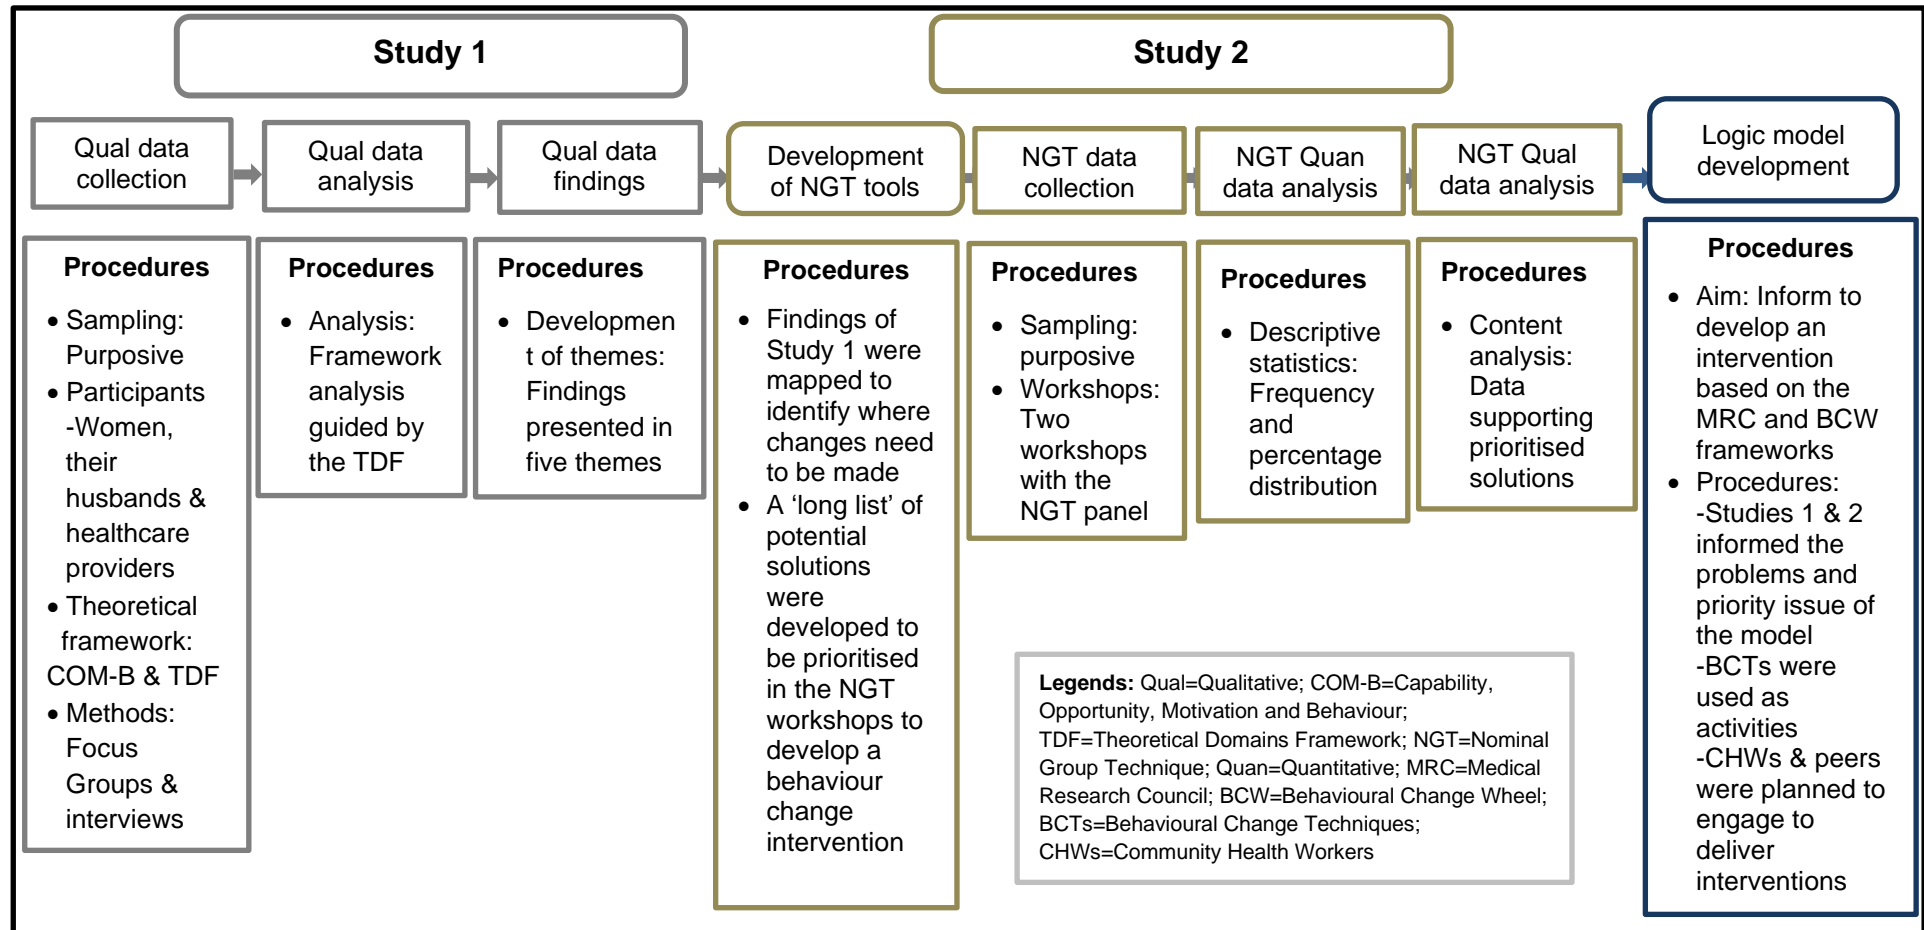 Study 1
Study 2
Qual data
collection
Qual data
analysis
Qual data
findings
Development
of NGT tools
NGT data
collection
NGT Quan
data analysis
NGT Qual
data analysis
Logic model
development
Procedures
• Sampling:
Purposive
• Participants
-Women,
their
husbands &
healthcare
providers
• Theoretical
framework:
COM-B & TDF
• Methods:
Focus
Groups &
interviews
Procedures
• Analysis:
Framework
analysis
guided by
the TDF
Procedures
• Developmen
t of themes:
Findings
presented in
five themes
Procedures
• Findings of
Study 1 were
mapped to
identify where
changes need
to be made
• A ‘long list’ of
potential
solutions
were
developed to
be prioritised
in the NGT
workshops to
develop a
behaviour
change
intervention
Procedures
• Sampling:
purposive
• Workshops:
Two
workshops
with the
NGT panel
Procedures
• Descriptive
statistics:
Frequency
and
percentage
distribution
Procedures
• Content
analysis:
Data
supporting
prioritised
solutions
Procedures
• Aim: Inform to
develop an
intervention
based on the
MRC and BCW
frameworks
• Procedures:
-Studies 1 & 2
informed the
problems and
priority issue of
the model
-BCTs were
used as
activities
-CHWs & peers
were planned to
engage to
deliver
interventions
Legends: Qual=Qualitative; COM-B=Capability,
Opportunity, Motivation and Behaviour;
TDF=Theoretical Domains Framework; NGT=Nominal
Group Technique; Quan=Quantitative; MRC=Medical
Research Council; BCW=Behavioural Change Wheel;
BCTs=Behavioural Change Techniques;
CHWs=Community Health Workers